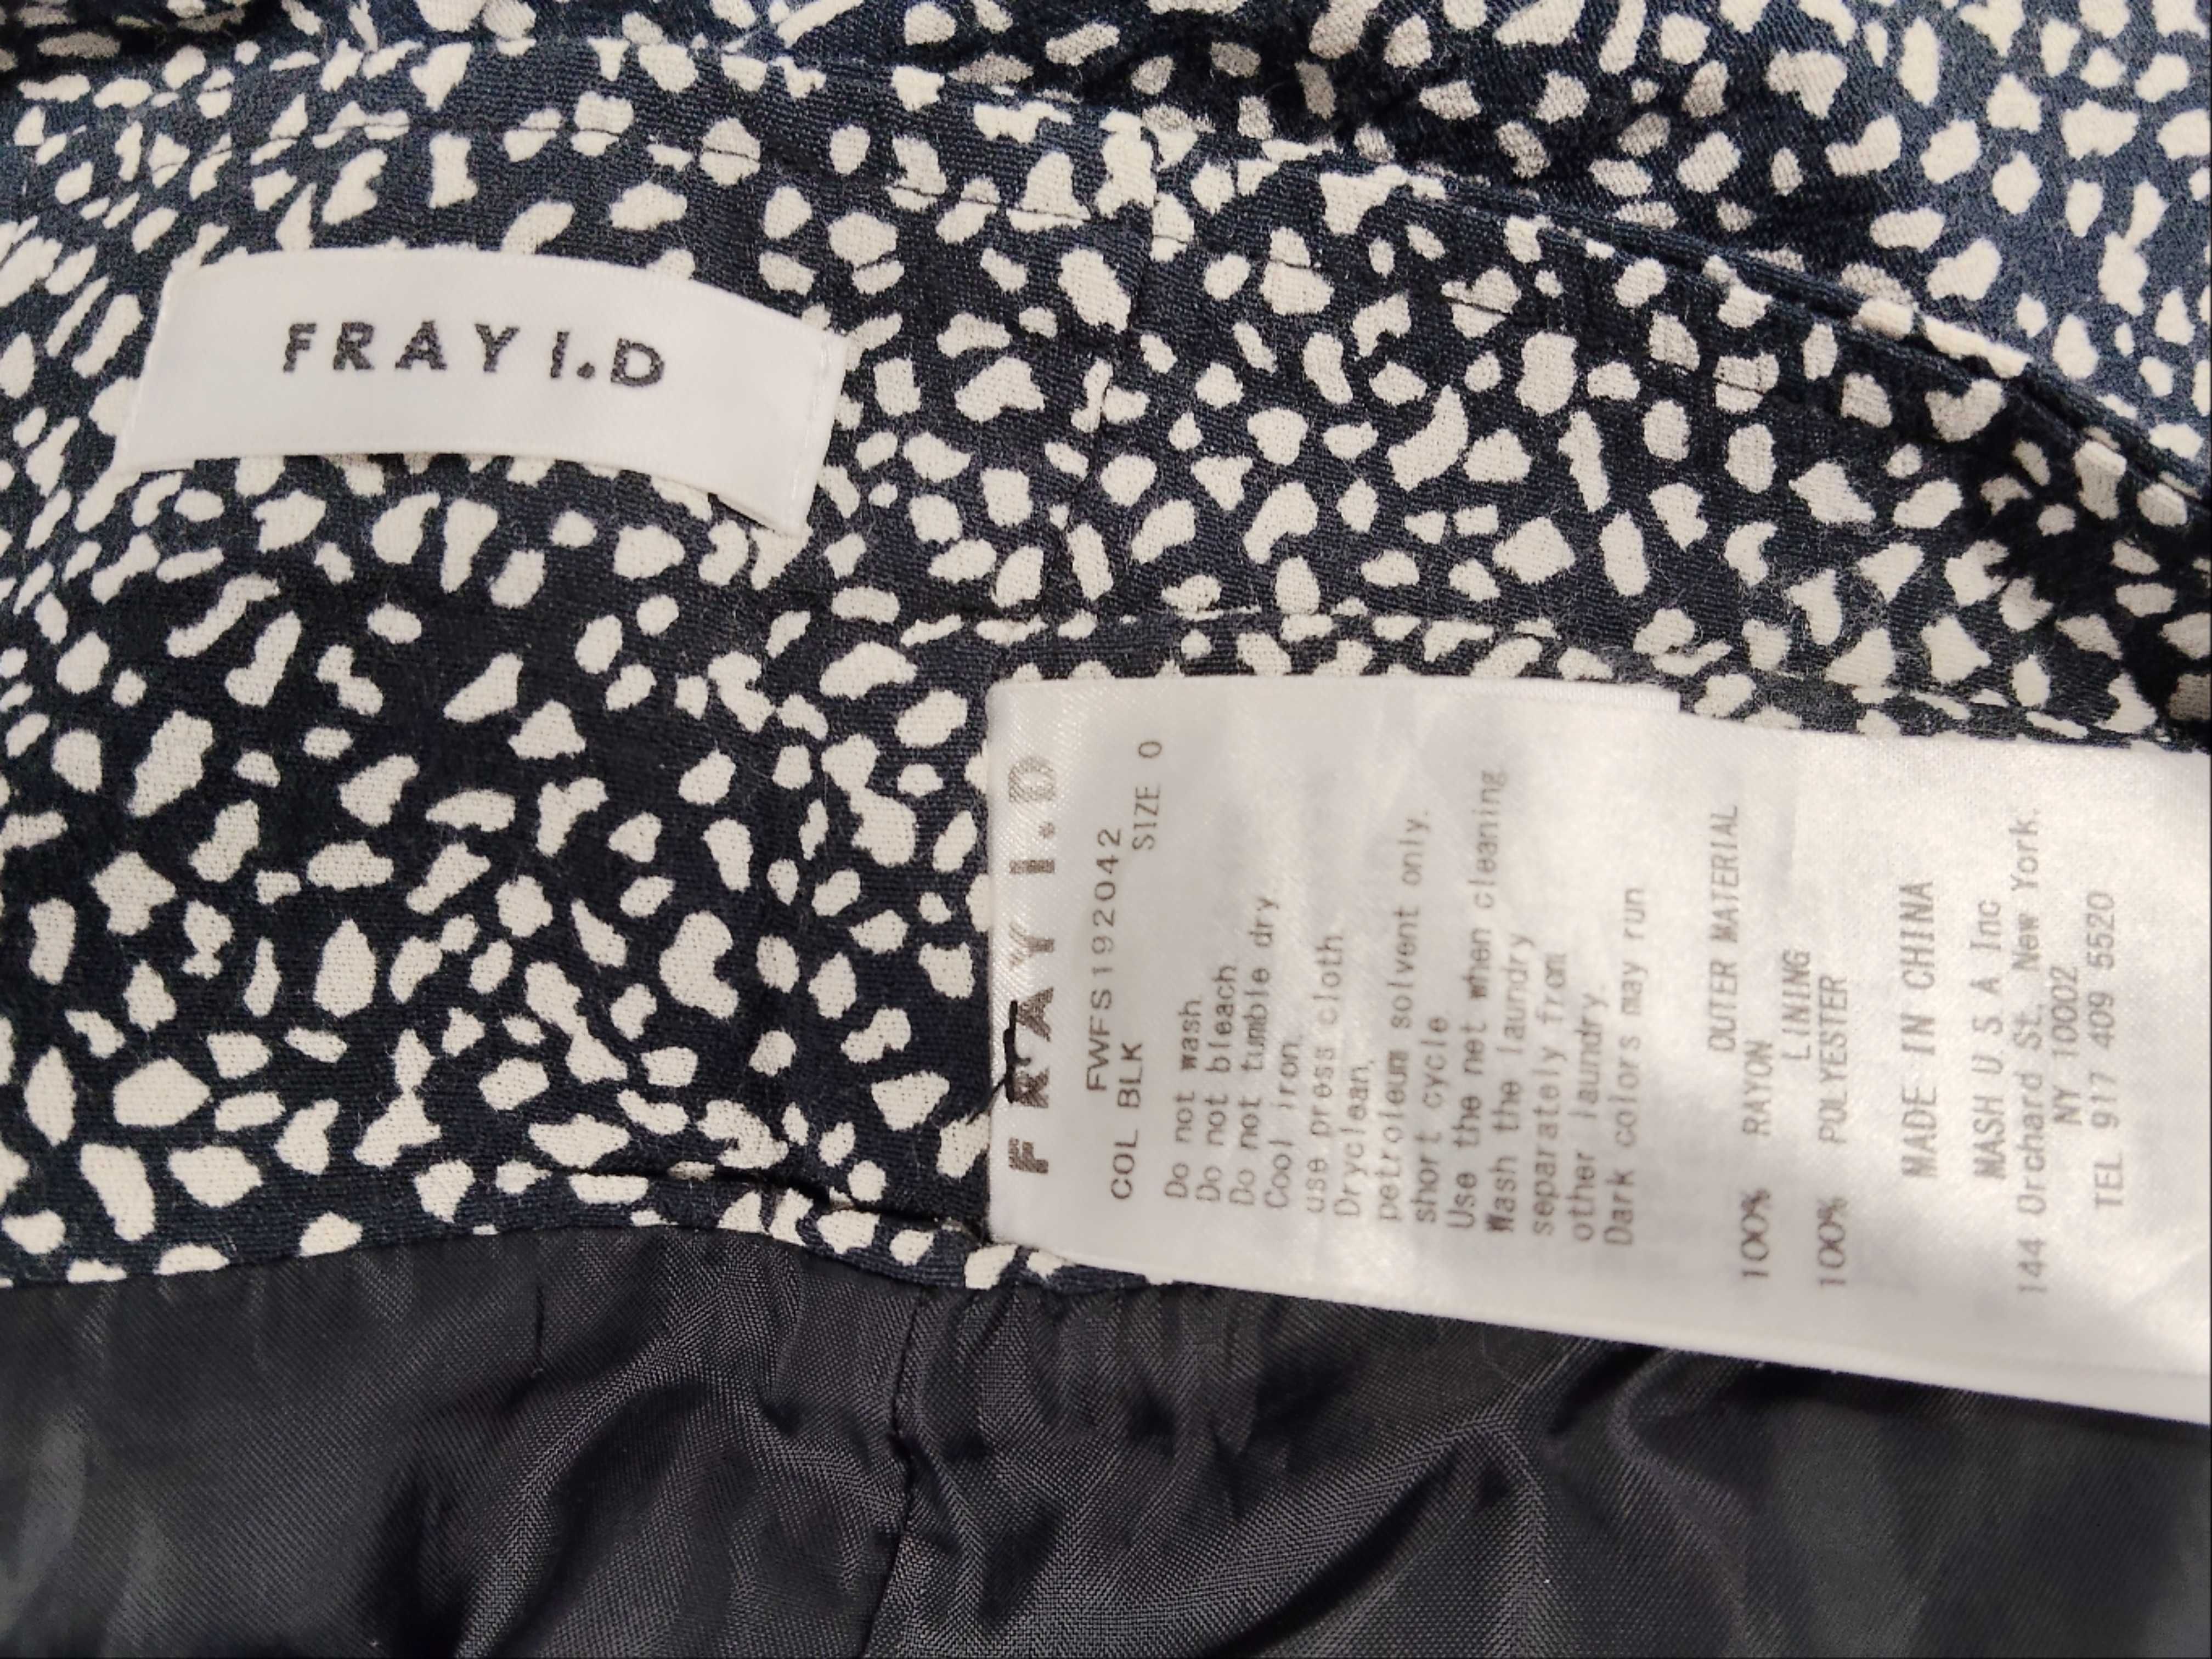 FRAY I.D
FRAY I.D
FWFS192042
COL BLK SIZE 0
Do not wash
Do not bleach
Do not tumble dry
Cool iron.
use press cloth
Dryclean,
petroleum solvent only.
short cycle
Use the net when cleaning
Wash the laundry
separately from
other laundry.
Dark colors may run
OUTER MATERIAL
100% RAYON
LINING
100% POLYESTER
MADE IN CHINA
MASH U S A Inc
144 Orchard St, New York.
NY 10002
TEL 917 409 5520